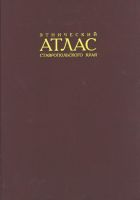 ЭТНИЧЕСКИЙ
АТЛАС
СТАВРОПОЛЬСКОГО КРАЯ